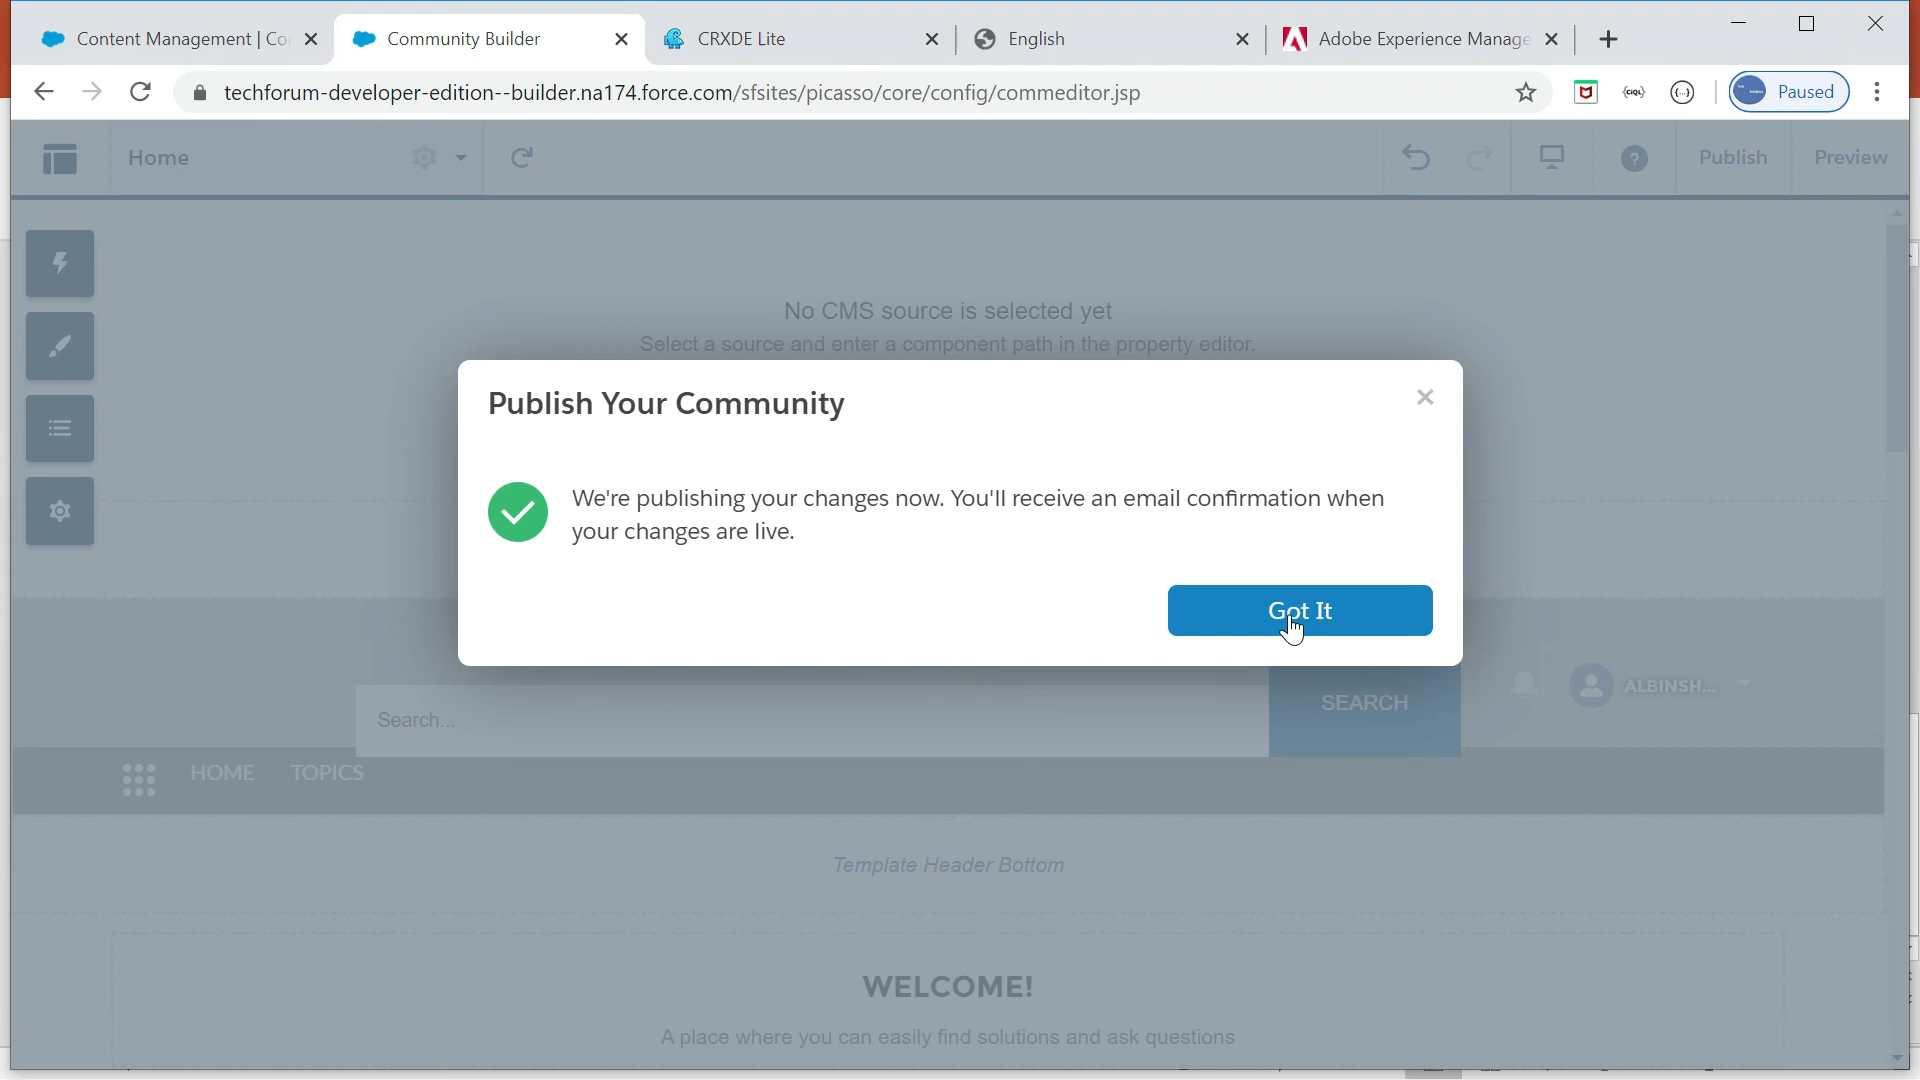 Content Management | Co
Community Builder
CRXDE Lite
English
Adobe Experience Manage
techforum-developer-edition--builder.na174.force.com/sfsites/picasso/core/config/commeditor.jsp
Paused
Home
Publish
Preview
No CMS source is selected yet
Select a source and enter a component path in the property editor.
Publish Your Community
We're publishing your changes now. You'll receive an email confirmation when
your changes are live.
Got It
Search...
SEARCH
ALBINSH...
HOME
TOPICS
Template Header Bottom
WELCOME!
A place where you can easily find solutions and ask questions